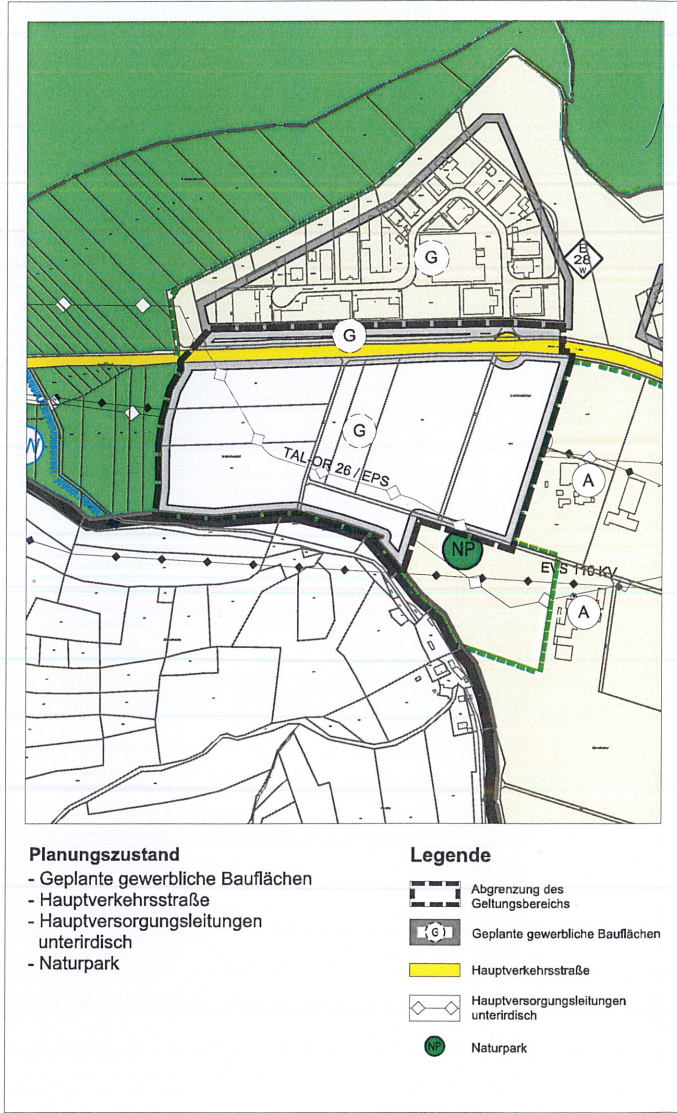 G
E
28
W
G
G
TAL-OR 26 / EPS
A
NP
EVS 110 KV
A
Planungszustand
- Geplante gewerbliche Bauflächen
- Hauptverkehrsstraße
- Hauptversorgungsleitungen
unterirdisch
- Naturpark
Legende
Abgrenzung des
Geltungsbereichs
G
Geplante gewerbliche Bauflächen
Hauptverkehrsstraße
Hauptversorgungsleitungen
unterirdisch
NP
Naturpark